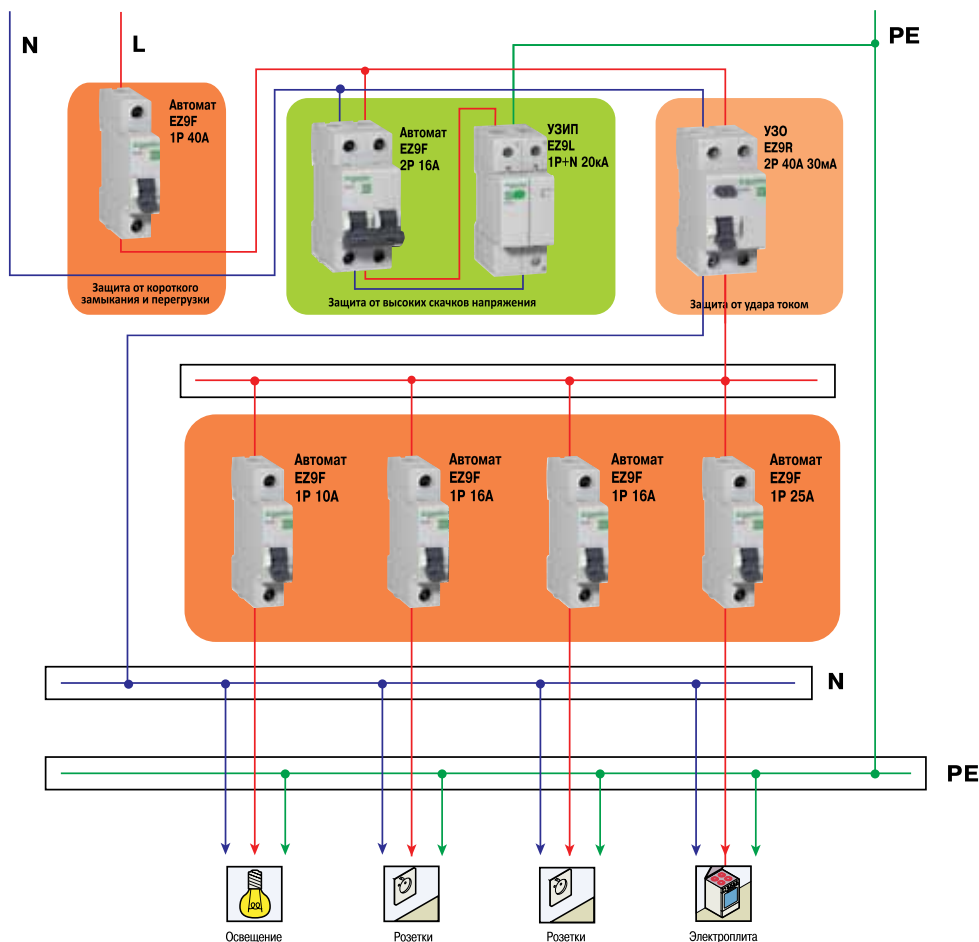 N
L
PE
Автомат
EZ9F
1P 40A
Автомат
EZ9F
2P 16A
УЗИП
EZ9L
1P+N 20кА
УЗО
EZ9R
2P 40A 30мА
Защита от короткого
замыкания и перегрузки
Защита от высоких скачков напряжения
Защита от удара током
Автомат
EZ9F
1P 10A
Автомат
EZ9F
1P 16A
Автомат
EZ9F
1P 16A
Автомат
EZ9F
1P 25A
N
PE
Освещение
Розетки
Розетки
Электроплита